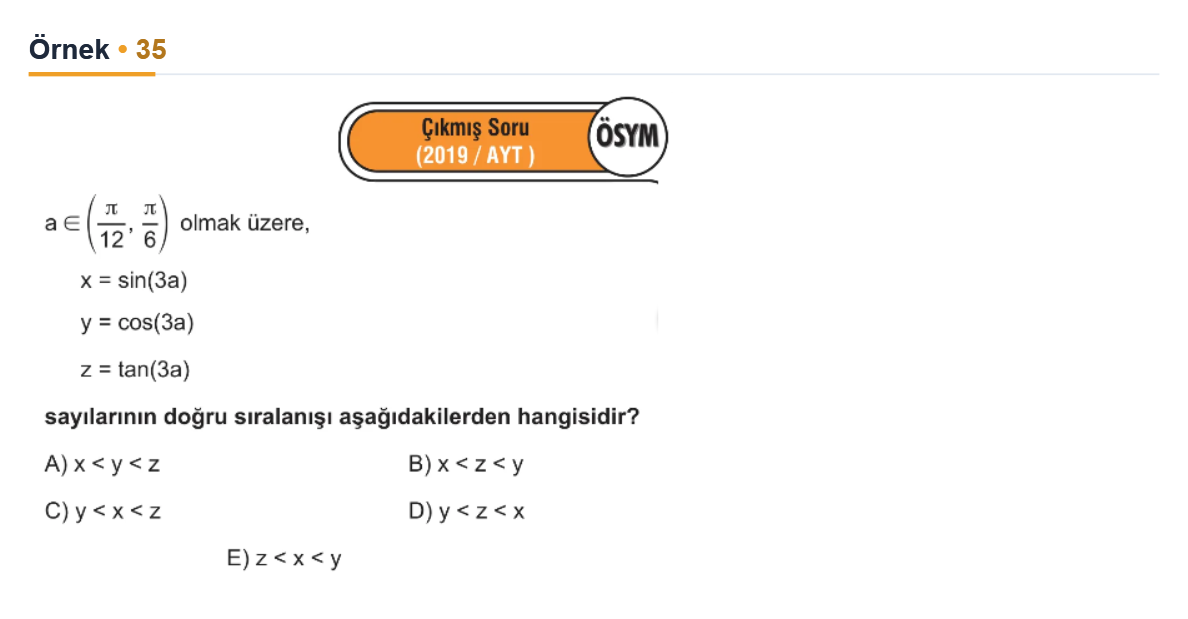 Örnek • 35
Çıkmış Soru
(2019 / AYT )
ÖSYM
a ∈ (π/12, π/6) olmak üzere,
x = sin(3a)
y = cos(3a)
z = tan(3a)
sayılarının doğru sıralanışı aşağıdakilerden hangisidir?
A) x < y < z B) x < z < y
C) y < x < z D) y < z < x
E) z < x < y